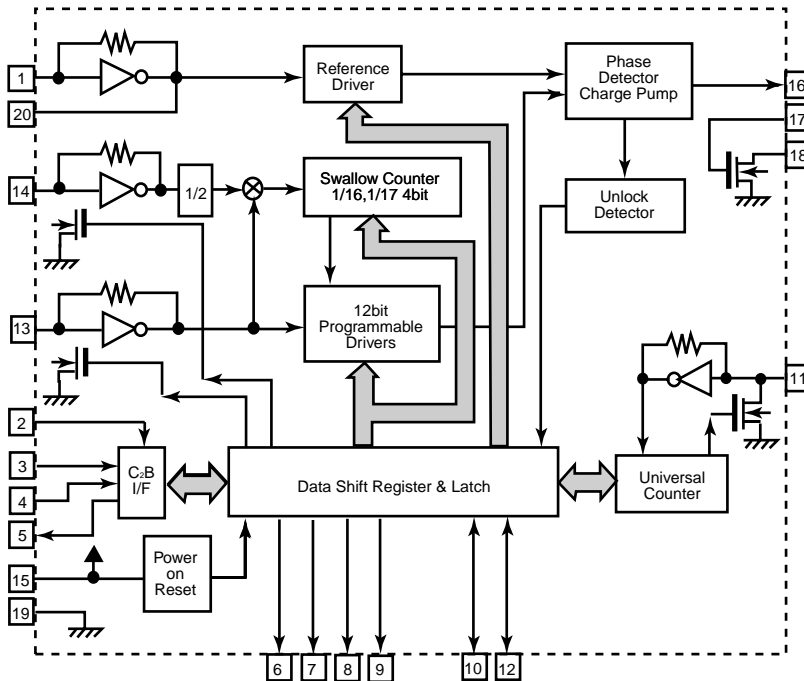 1
Reference
Driver
Phase
Detector
Charge Pump
16
20
17
18
14
1/2
Swallow Counter
1/16,1/17 4bit
Unlock
Detector
13
12bit
Programmable
Drivers
11
2
3
C2B
I/F
4
Data Shift Register & Latch
Universal
Counter
5
15
Power
on
Reset
19
6
7
8
9
10
12